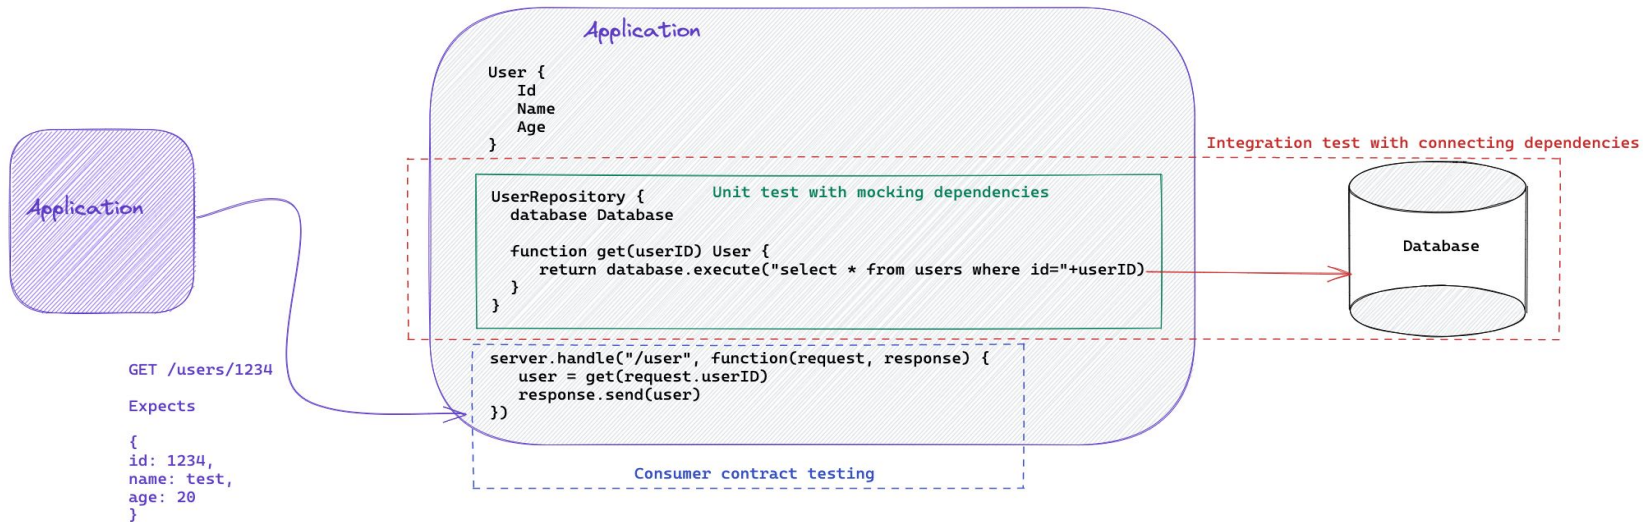 Application
User {
   Id
   Name
   Age
}
Integration test with connecting dependencies
Unit test with mocking dependencies
UserRepository {
  database Database
  function get(userID) User {
     return database.execute("select * from users where id="+userID)
  }
}
Database
Application
server.handle("/user", function(request, response) {
   user = get(request.userID)
   response.send(user)
})
Consumer contract testing
GET /users/1234
Expects
{
id: 1234,
name: test,
age: 20
}